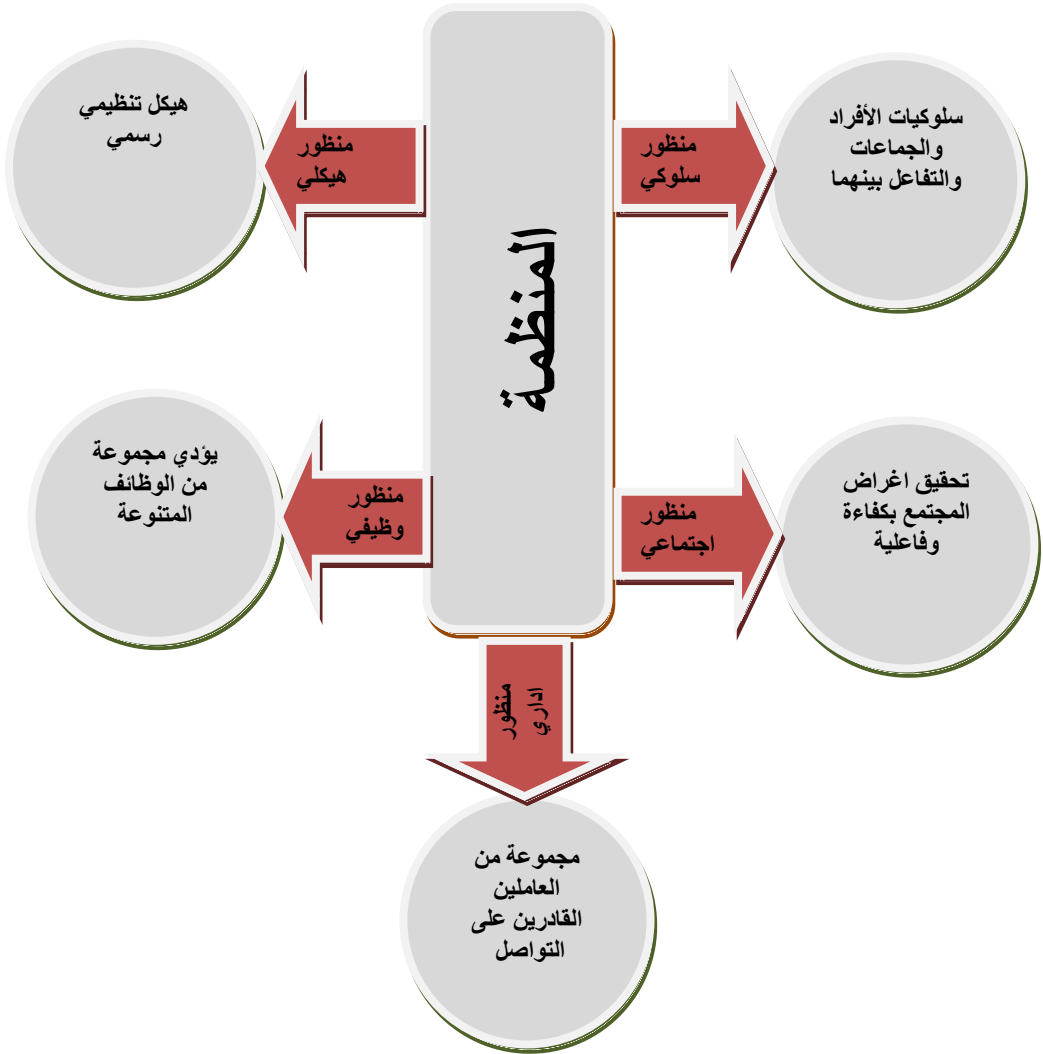 المنظمة
منظور
سلوكي
سلوكيات الأفراد
والجماعات
والتفاعل بينهما
منظور
هيكلي
هيكل تنظيمي
رسمي
منظور
اجتماعي
تحقيق اغراض
المجتمع بكفاءة
وفاعلية
منظور
وظيفي
يؤدي مجموعة
من الوظائف
المتنوعة
منظور
اداري
مجموعة من
العاملين
القادرين على
التواصل